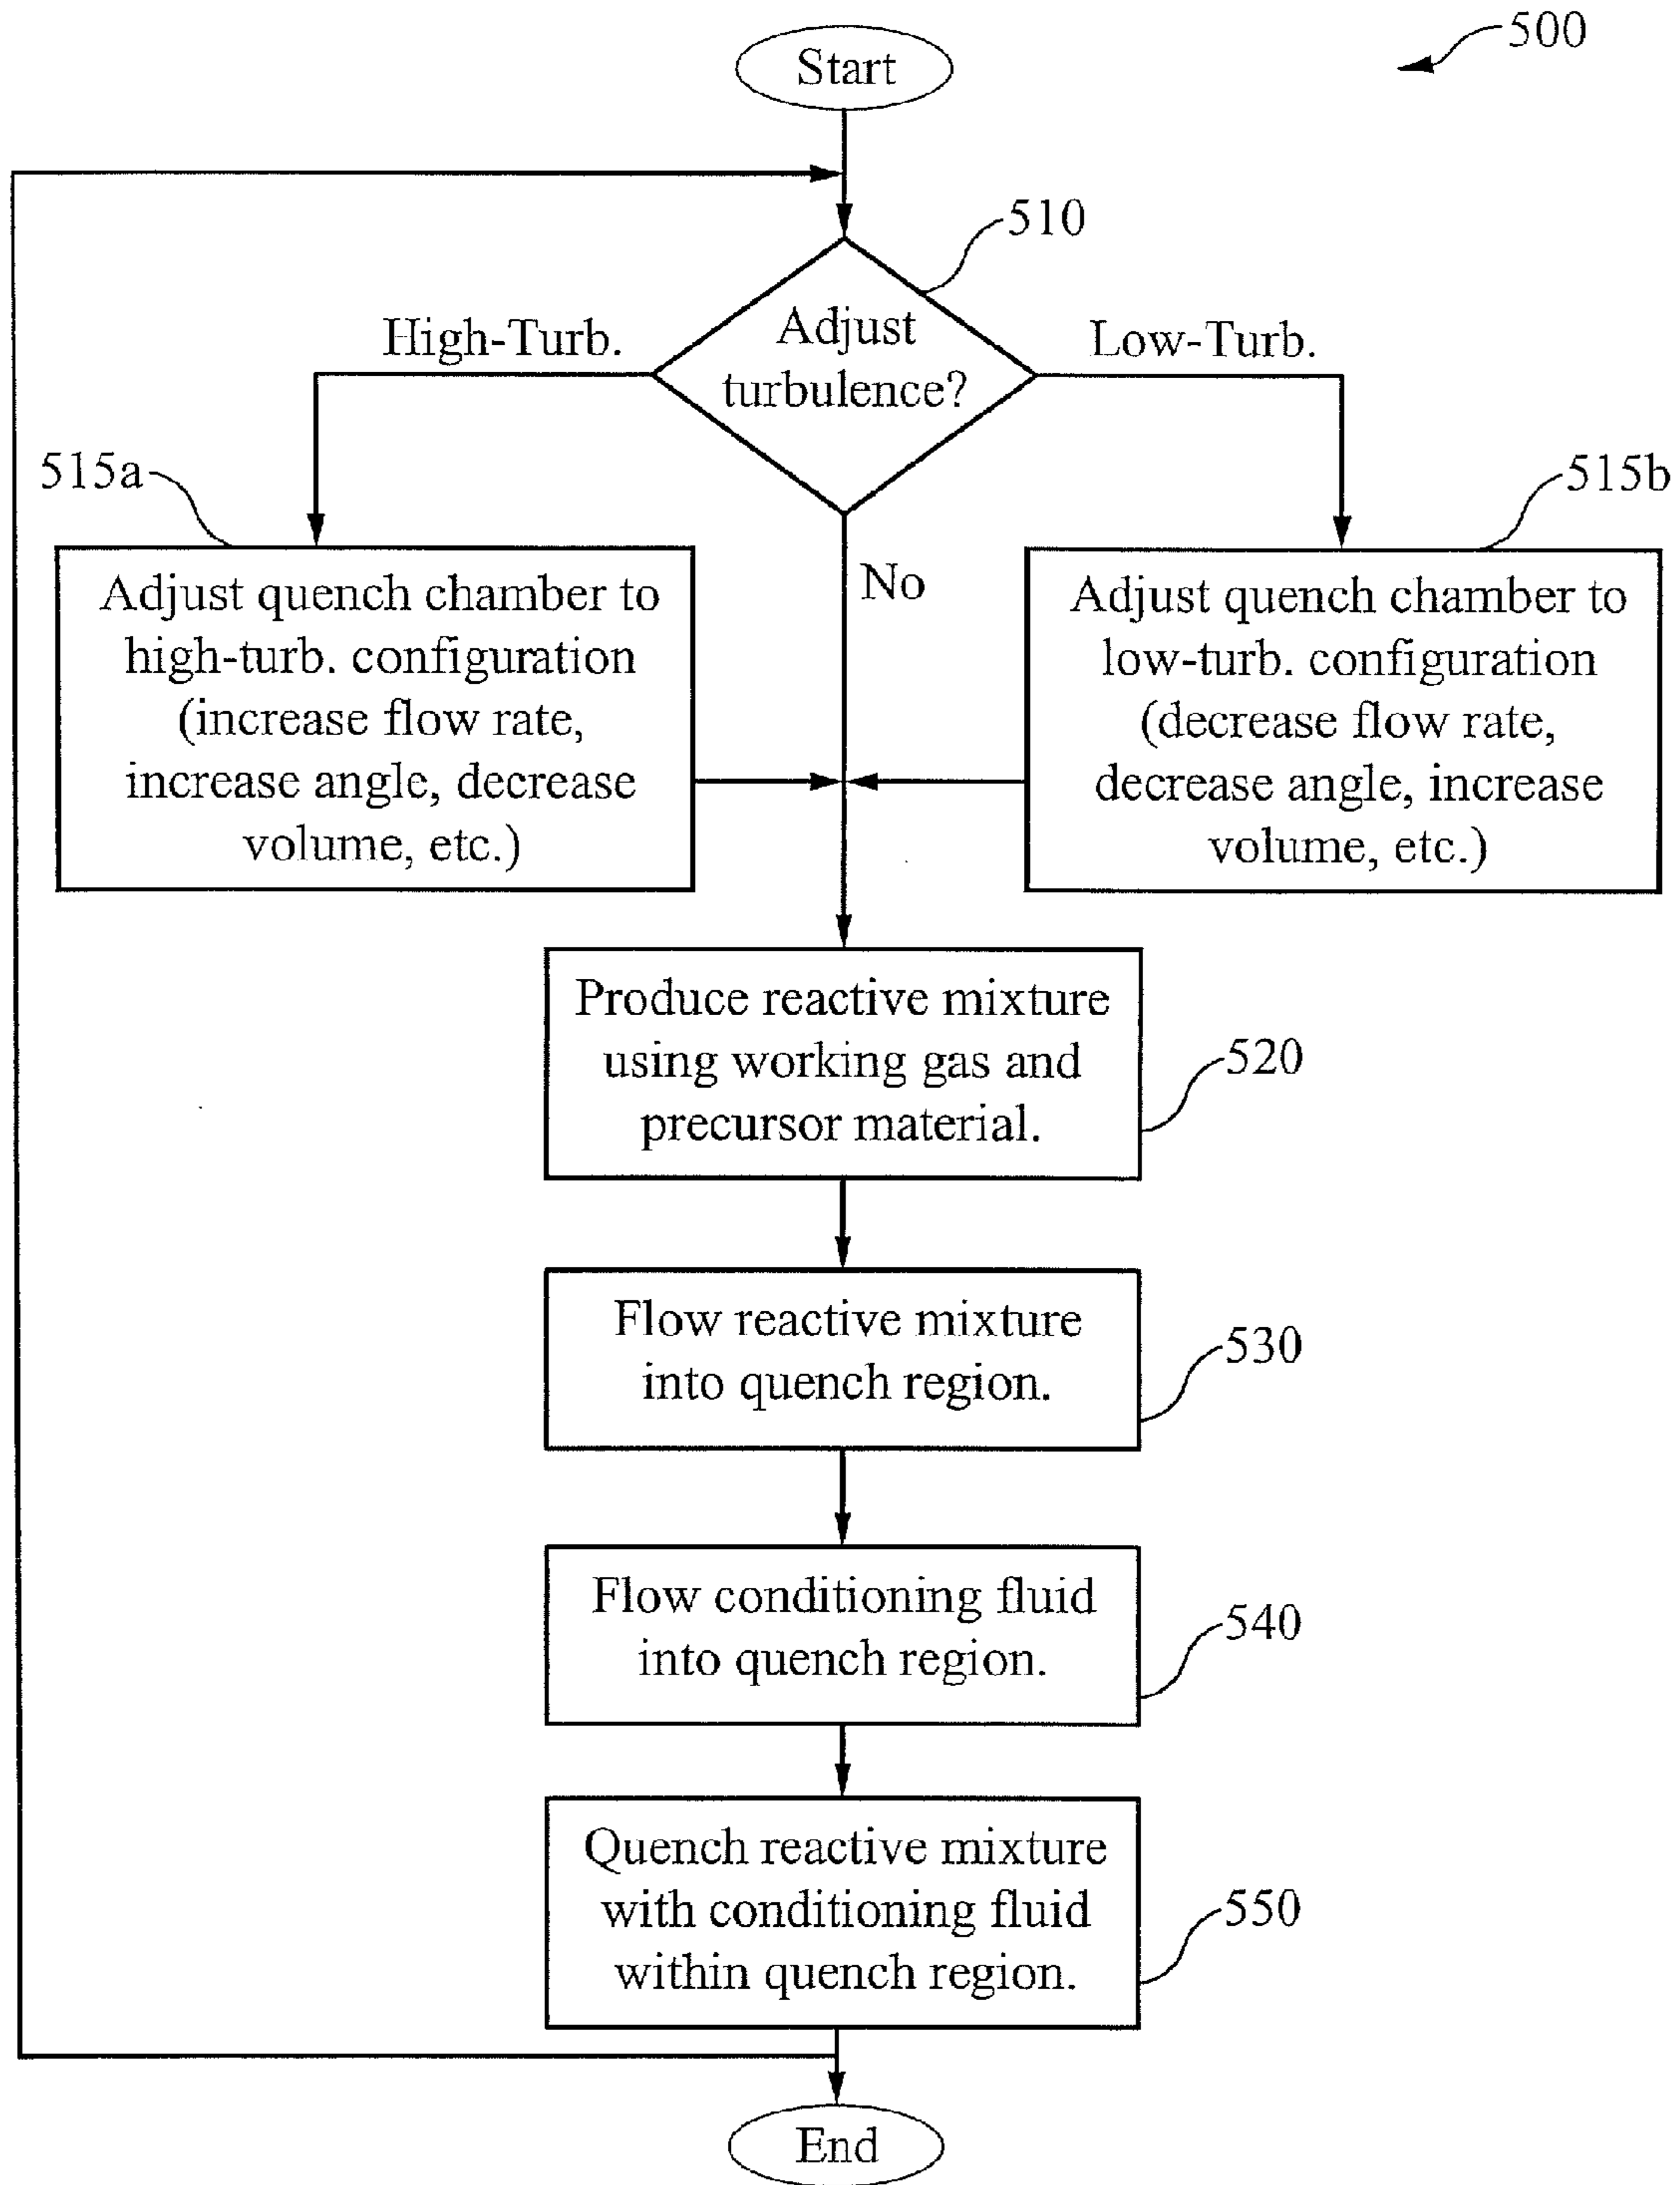 500
Start
510
Adjust
turbulence?
High-Turb.
Low-Turb.
515a
515b
Adjust quench chamber to
high-turb. configuration
(increase flow rate,
increase angle, decrease
volume, etc.)
No
Adjust quench chamber to
low-turb. configuration
(decrease flow rate,
decrease angle, increase
volume, etc.)
Produce reactive mixture
using working gas and
precursor material.
520
Flow reactive mixture
into quench region.
530
Flow conditioning fluid
into quench region.
540
Quench reactive mixture
with conditioning fluid
within quench region.
550
End